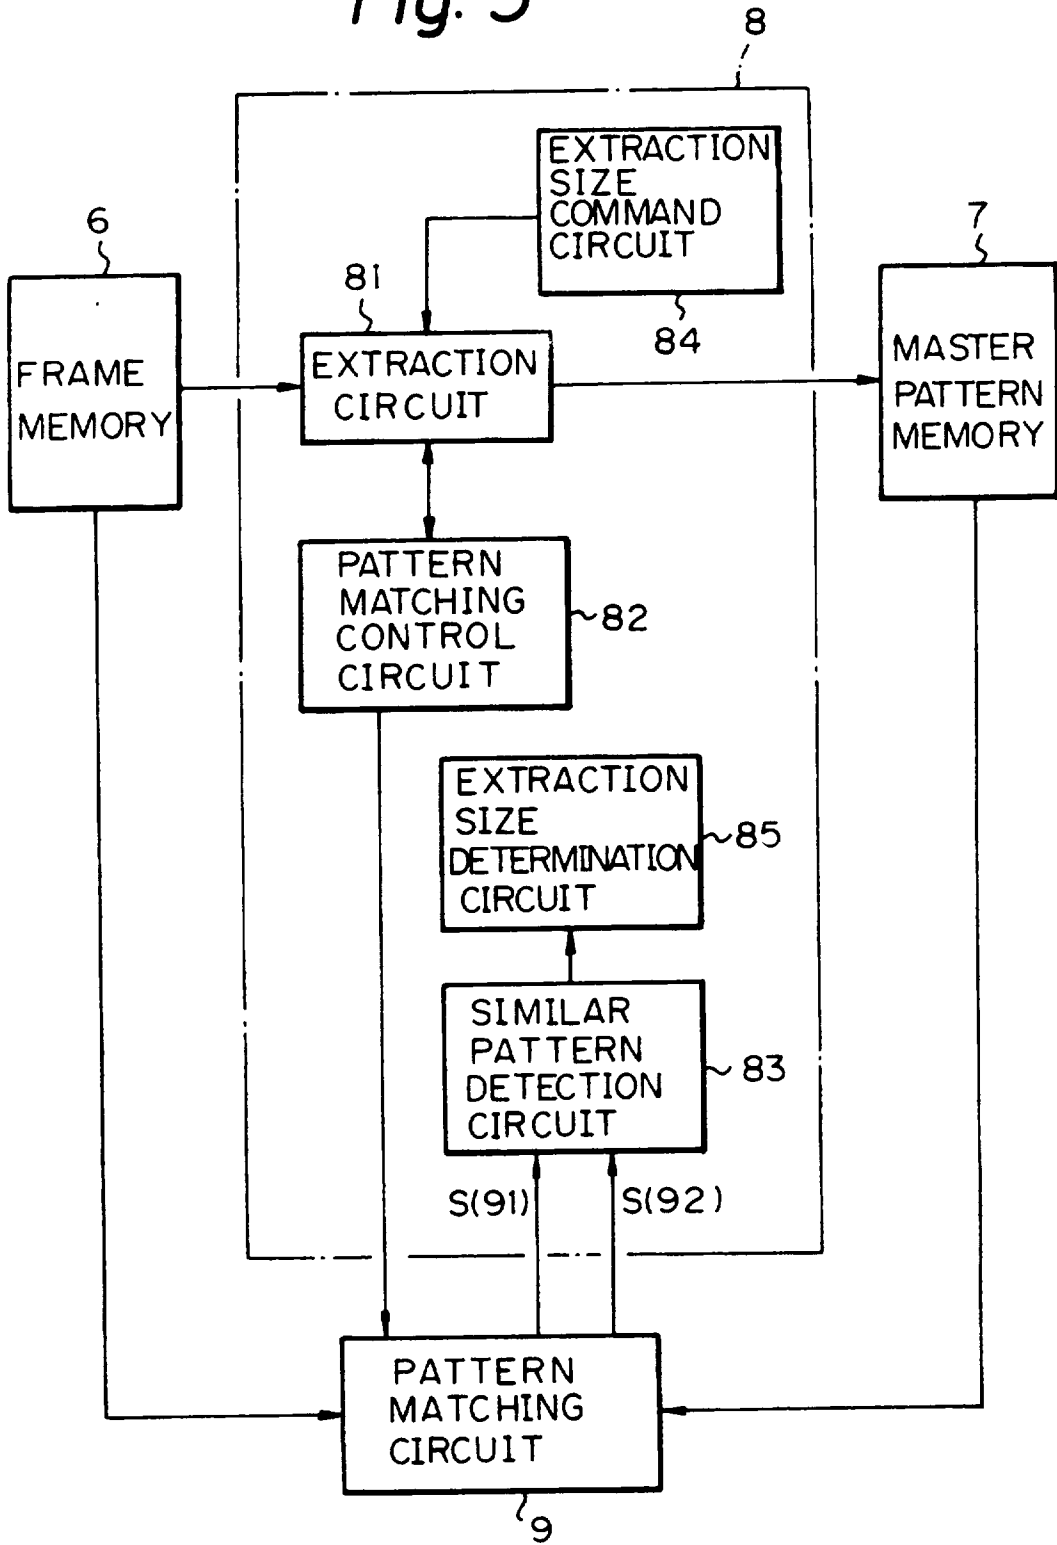 Fig. 5
8
EXTRACTION
SIZE
COMMAND
CIRCUIT
84
6
FRAME
MEMORY
81
EXTRACTION
CIRCUIT
7
MASTER
PATTERN
MEMORY
PATTERN
MATCHING
CONTROL
CIRCUIT
82
EXTRACTION
SIZE
DETERMINATION
CIRCUIT
85
SIMILAR
PATTERN
DETECTION
CIRCUIT
83
S(91)
S(92)
PATTERN
MATCHING
CIRCUIT
9